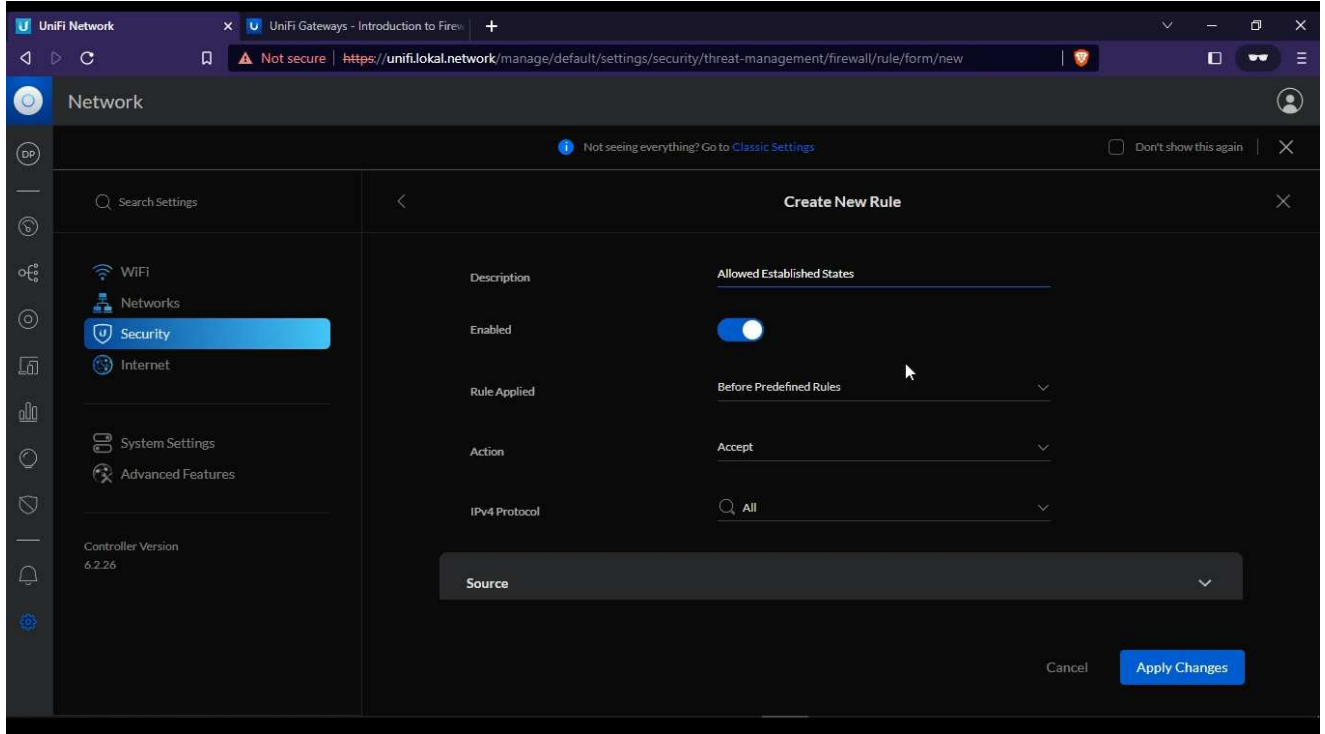 UniFi Network
UniFi Gateways - Introduction to Firew
Not secure https://unifi.lokal.network/manage/default/settings/security/threat-management/firewall/rule/form/new
Network
DP
Not seeing everything? Go to Classic Settings
Don't show this again
Search Settings
Create New Rule
WiFi
Networks
Security
Internet
System Settings
Advanced Features
Controller Version
6.2.26
Description Allowed Established States
Enabled
Rule Applied Before Predefined Rules
Action Accept
IPv4 Protocol All
Source
Cancel Apply Changes